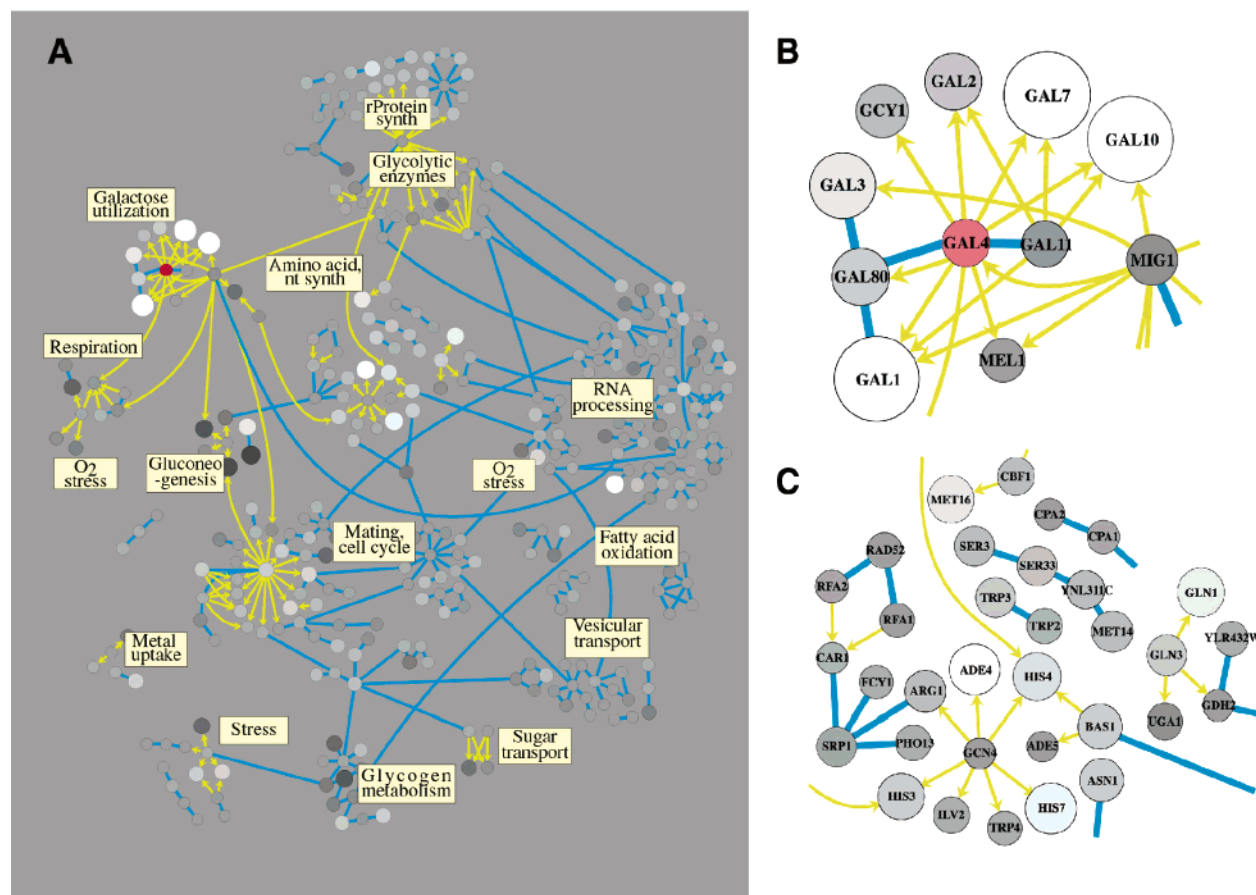 A
rProtein
synth
Glycolytic
enzymes
Galactose
utilization
Amino acid,
nt synth
Respiration
RNA
processing
O2
stress
Gluconeo
-genesis
O2
stress
Mating,
cell cycle
Fatty acid
oxidation
Metal
uptake
Vesicular
transport
Stress
Sugar
transport
Glycogen
metabolism
B
GAL2
GAL7
GCY1
GAL10
GAL3
GAL4
GAL11
MIG1
GAL80
MEL1
GAL1
C
CBF1
MET16
CPA2
CPA1
RAD52
SER3
SER33
RFA2
TRP3
YNL311C
GLN1
RFA1
TRP2
MET14
YLR432W
CAR1
GLN3
ADE4
HIS4
FCY1
ARG1
GDH2
UGA1
BAS1
SRP1
PHO13
GCN4
ADE5
ASN1
HIS3
HIS7
ILV2
TRP4